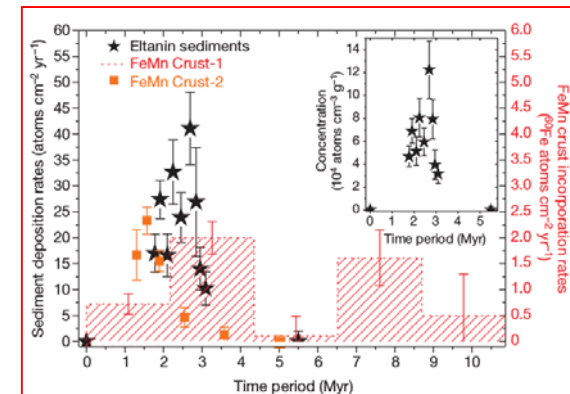 60
55
50
45
40
35
30
25
20
15
10
5
0
Sediment deposition rates (atoms cm⁻² yr⁻¹)
Eltanin sediments
FeMn Crust-1
FeMn Crust-2
14
12
10
8
6
4
2
0
Concentration
(10⁴ atoms cm⁻³ g⁻¹)
0 1 2 3 4 5
Time period (Myr)
6.0
5.5
5.0
4.5
4.0
3.5
3.0
2.5
2.0
1.5
1.0
0.5
0.0
FeMn crust incorporation rates
(⁶⁰Fe atoms cm⁻² yr⁻¹)
0 1 2 3 4 5 6 7 8 9 10
Time period (Myr)